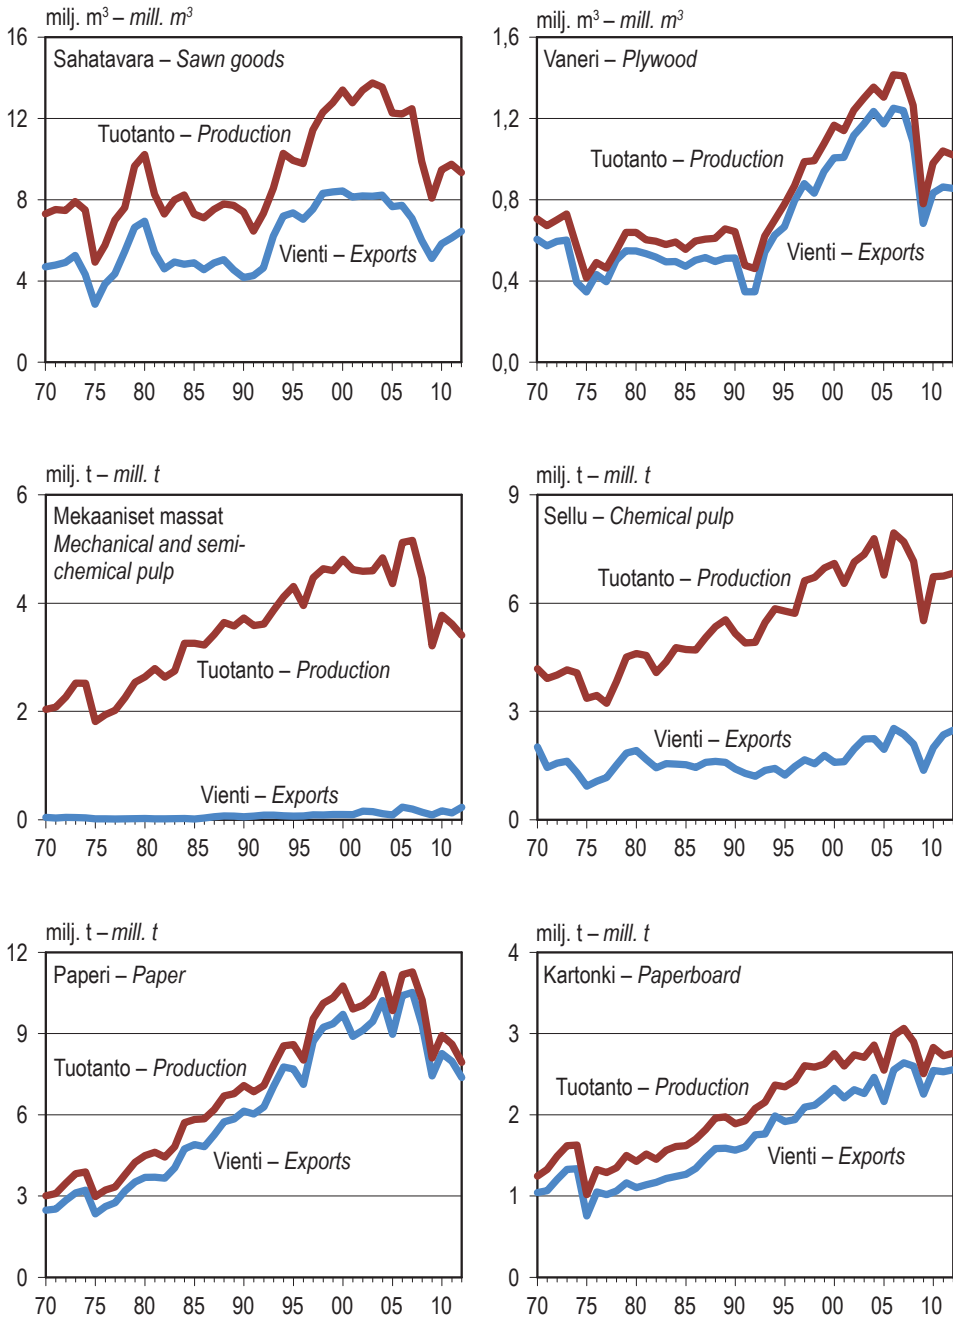 milj. m³ – mill. m³
16
12
8
4
0
Sahatavara – Sawn goods
Tuotanto – Production
Vienti – Exports
70 75 80 85 90 95 00 05 10
milj. m³ – mill. m³
1,6
1,2
0,8
0,4
0,0
Vaneri – Plywood
Tuotanto – Production
Vienti – Exports
70 75 80 85 90 95 00 05 10
milj. t – mill. t
6
4
2
0
Mekaaniset massat
Mechanical and semi-
chemical pulp
Tuotanto – Production
Vienti – Exports
70 75 80 85 90 95 00 05 10
milj. t – mill. t
9
6
3
0
Sellu – Chemical pulp
Tuotanto – Production
Vienti – Exports
70 75 80 85 90 95 00 05 10
milj. t – mill. t
12
9
6
3
0
Paperi – Paper
Tuotanto – Production
Vienti – Exports
70 75 80 85 90 95 00 05 10
milj. t – mill. t
4
3
2
1
0
Kartonki – Paperboard
Tuotanto – Production
Vienti – Exports
70 75 80 85 90 95 00 05 10